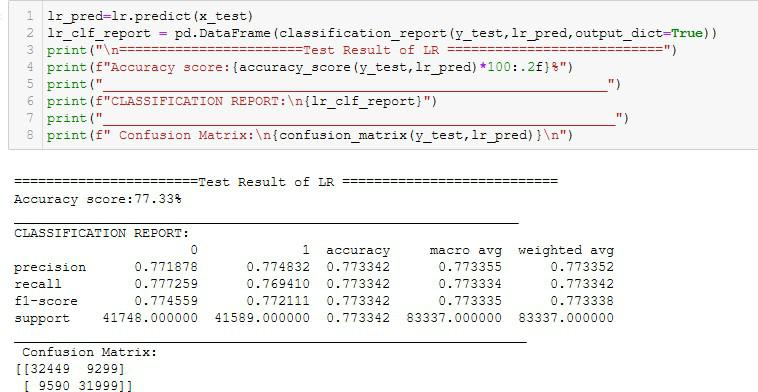 1 lr_pred=lr.predict(x_test)
2 lr_clf_report = pd.DataFrame(classification_report(y_test,lr_pred,output_dict=True))
3 print("\n=======================Test Result of LR ===========================")
4 print(f"Accuracy score:{accuracy_score(y_test,lr_pred)*100:.2f}%")
5 print("_______________________________________________________________")
6 print(f"CLASSIFICATION REPORT:\n{lr_clf_report}")
7 print("________________________________________________________________")
8 print(f" Confusion Matrix:\n{confusion_matrix(y_test,lr_pred)}\n")
=======================Test Result of LR ===========================
Accuracy score:77.33%
_______________________________________________________________
CLASSIFICATION REPORT:
0 1 accuracy macro avg weighted avg
precision 0.771878 0.774832 0.773342 0.773355 0.773352
recall 0.777259 0.769410 0.773342 0.773334 0.773342
f1-score 0.774559 0.772111 0.773342 0.773335 0.773338
support 41748.000000 41589.000000 0.773342 83337.000000 83337.000000
________________________________________________________________
Confusion Matrix:
[[32449 9299]
[ 9590 31999]]